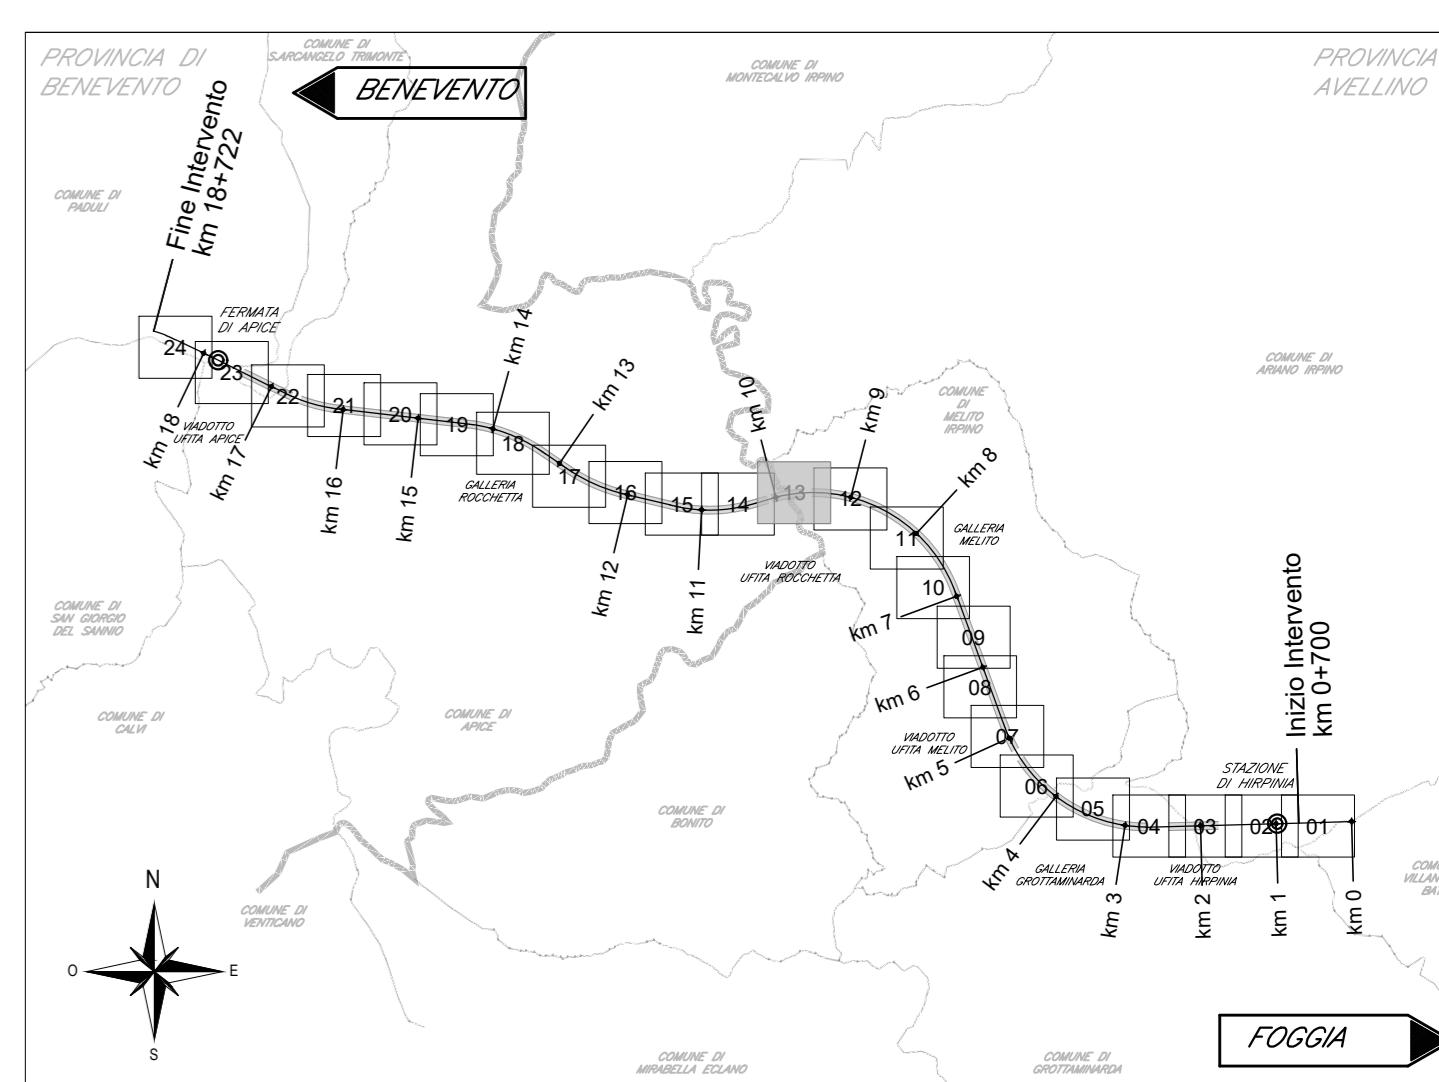 PROVINCIA DI
BENEVENTO
COMUNE DI
S.ARCANGELO TRIMONTE
BENEVENTO
COMUNE DI
MONTECALVO IRPINO
PROVINCIA
AVELLINO
Fine Intervento
km 18+722
COMUNE DI
PADULI
FERMATA
DI APICE
COMUNE DI
ARIANO IRPINO
COMUNE
DI
MELITO
IRPINO
24
23
22
21
20
19
18
17
16
15
14
13
12
11
10
09
08
07
06
05
04
03
02
01
km 18
km 17
km 16
km 15
km 14
km 13
km 12
km 11
km 10
km 9
km 8
km 7
km 6
km 5
km 4
km 3
km 2
km 1
km 0
VIADOTTO
UFITA APICE
GALLERIA
ROCCHETTA
GALLERIA
MELITO
VIADOTTO
UFITA ROCCHETTA
COMUNE DI
SAN GIORGIO
DEL SANNIO
Inizio Intervento
km 0+700
COMUNE DI
CALVI
COMUNE DI
APICE
VIADOTTO
UFITA MELITO
STAZIONE
DI HIRPINIA
COMUNE DI
BONITO
GALLERIA
GROTTAMINARDA
VIADOTTO
UFITA HIRPINIA
COMUNE DI
VENTICANO
N
O
E
S
FOGGIA
COMUNE DI
MIRABELLA ECLANO
COMUNE DI
GROTTAMINARDA